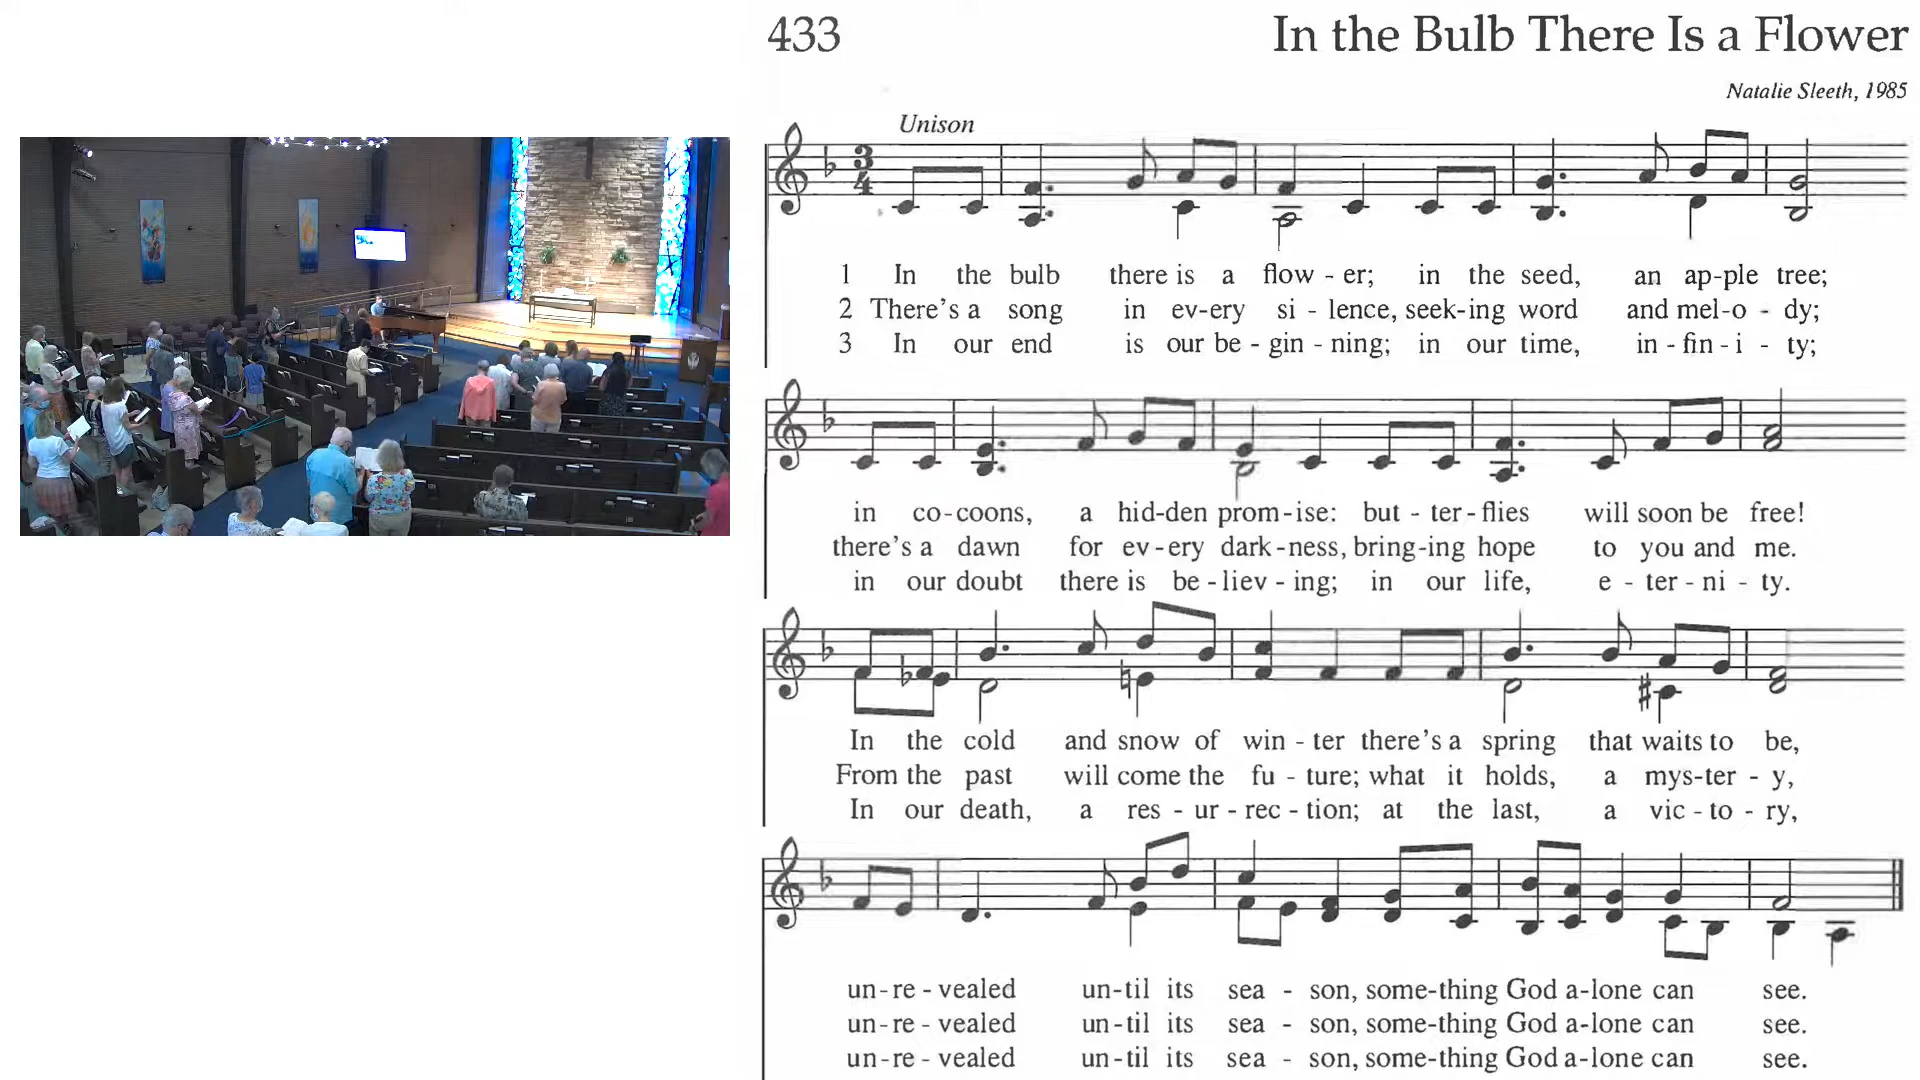 433 In the Bulb There Is a Flower
Natalie Sleeth, 1985
Unison
3
4
1 In the bulb there is a flow - er; in the seed, an ap-ple tree;
2 There's a song in ev-ery si - lence, seek-ing word and mel-o - dy;
3 In our end is our be - gin - ning; in our time, in - fin - i - ty;
in co-coons, a hid-den prom-ise: but - ter-flies will soon be free!
there's a dawn for ev-ery dark-ness, bring-ing hope to you and me.
in our doubt there is be - liev - ing; in our life, e - ter - ni - ty.
In the cold and snow of win - ter there's a spring that waits to be,
From the past will come the fu - ture; what it holds, a mys-ter - y,
In our death, a res - ur - rec - tion; at the last, a vic - to - ry,
un-re - vealed un-til its sea - son, some-thing God a-lone can see.
un-re - vealed un-til its sea - son, some-thing God a-lone can see.
un-re - vealed un-til its sea - son, some-thing God a-lone can see.